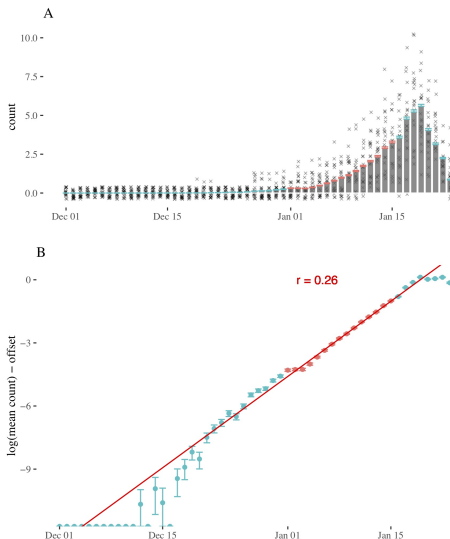 A
10.0
7.5
5.0
2.5
0.0
count
Dec 01
Dec 15
Jan 01
Jan 15
B
r = 0.26
0
−3
−6
−9
log(mean count) − offset
Dec 01
Dec 15
Jan 01
Jan 15